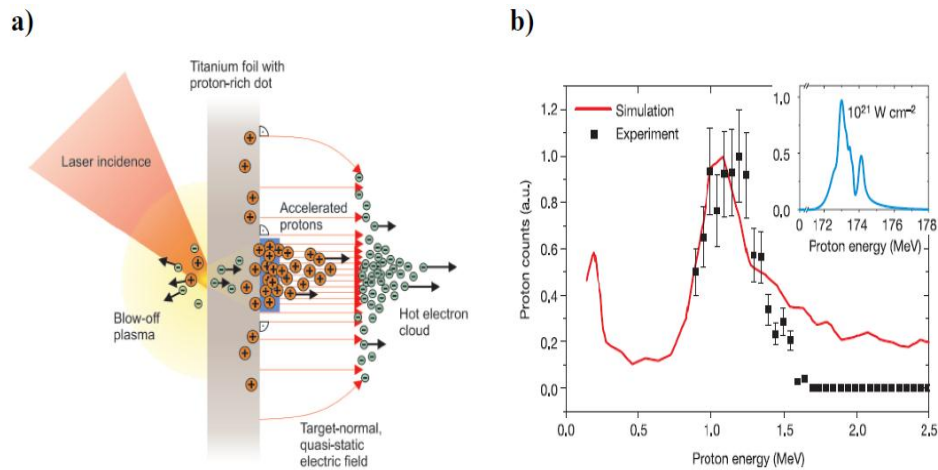 a)
Titanium foil with
proton-rich dot
Laser incidence
Accelerated
protons
Blow-off
plasma
Hot electron
cloud
Target-normal,
quasi-static
electric field
b)
Simulation
Experiment
10²¹ W cm⁻²
1.0
0.5
0.0
0 172 174 176 178
Proton energy (MeV)
Proton counts (a.u.)
1.2
1.0
0.8
0.6
0.4
0.2
0.0
0.0 0.5 1.0 1.5 2.0 2.5
Proton energy (MeV)